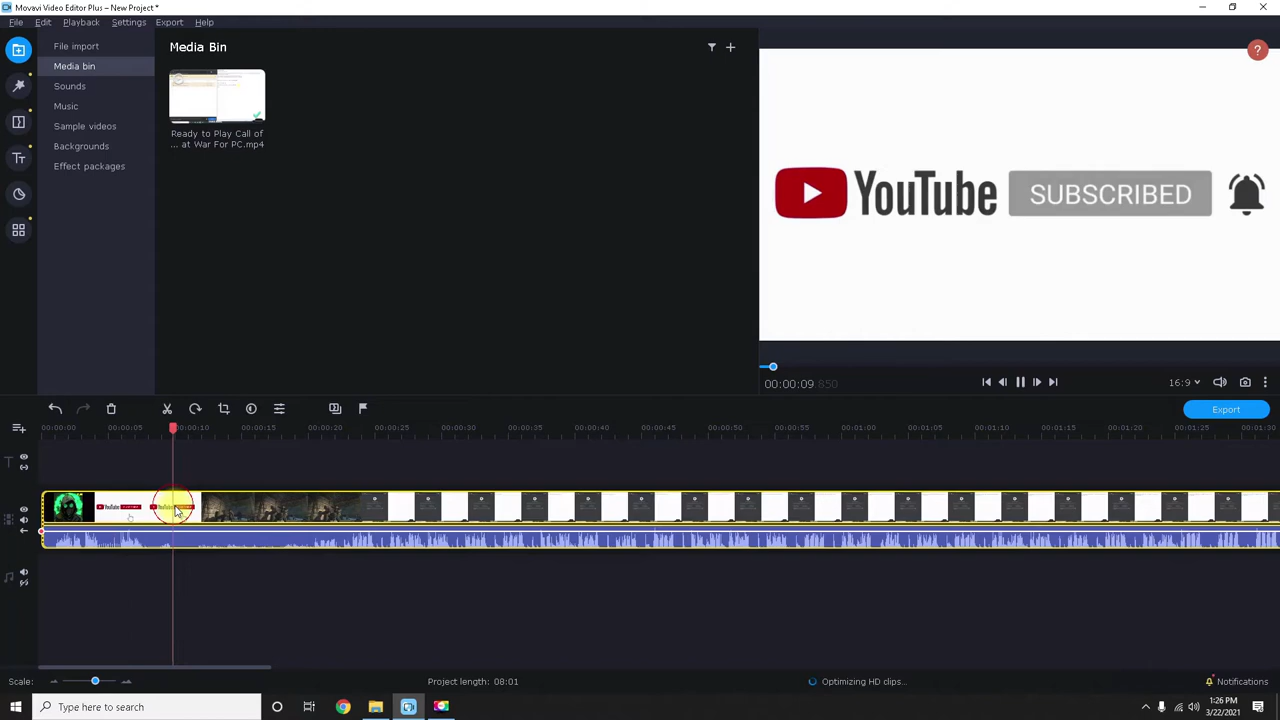 Movavi Video Editor Plus – New Project *
File Edit Playback Settings Export Help
File import
Media bin
Sounds
Music
Sample videos
Backgrounds
Effect packages
Media Bin
Ready to Play Call of
... at War For PC.mp4
?
YouTube SUBSCRIBED
00:00:09.850
16:9
Export
00:00:00 00:00:05 00:00:10 00:00:15 00:00:20 00:00:25 00:00:30 00:00:35 00:00:40 00:00:45 00:00:50 00:00:55 00:01:00 00:01:05 00:01:10 00:01:15 00:01:20 00:01:25 00:01:30
Scale:
Project length: 08:01
Optimizing HD clips...
Notifications
Type here to search
1:26 PM
3/22/2021